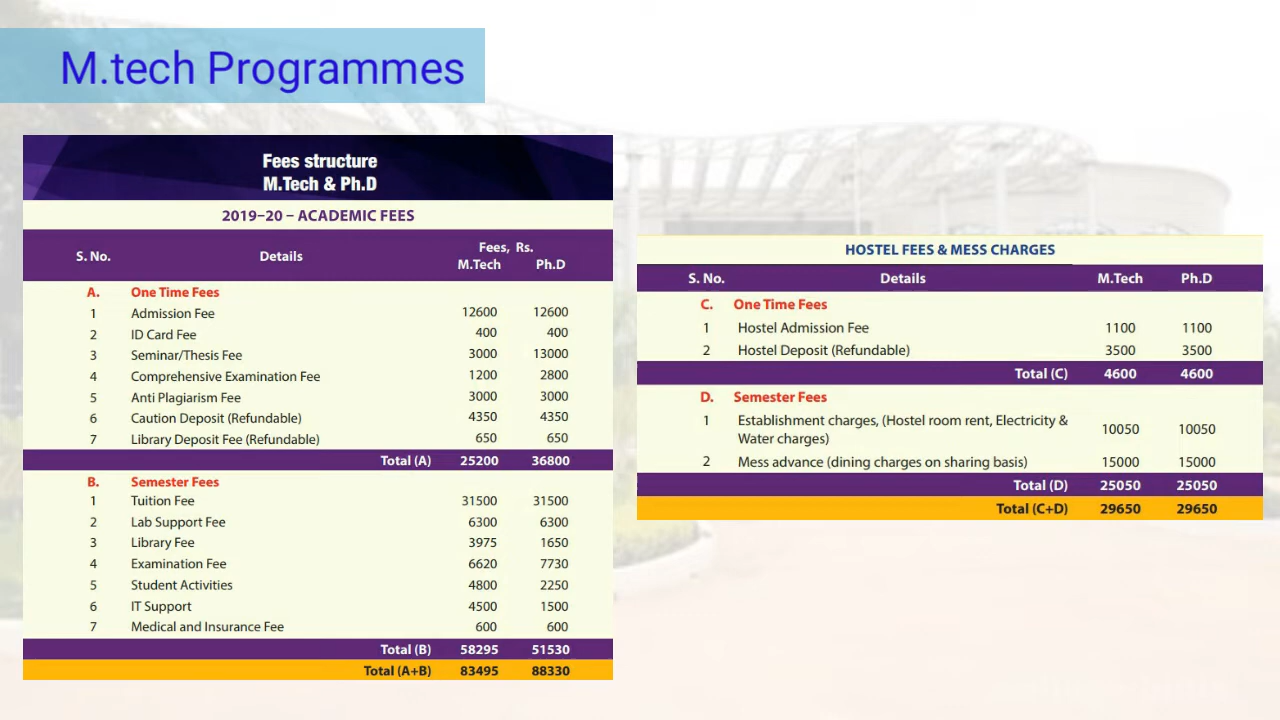 M.tech Programmes
Fees structure
M.Tech & Ph.D
2019–20 – ACADEMIC FEES
S. No. Details Fees, Rs.
M.Tech Ph.D
A. One Time Fees
1 Admission Fee 12600 12600
2 ID Card Fee 400 400
3 Seminar/Thesis Fee 3000 13000
4 Comprehensive Examination Fee 1200 2800
5 Anti Plagiarism Fee 3000 3000
6 Caution Deposit (Refundable) 4350 4350
7 Library Deposit Fee (Refundable) 650 650
Total (A) 25200 36800
B. Semester Fees
1 Tuition Fee 31500 31500
2 Lab Support Fee 6300 6300
3 Library Fee 3975 1650
4 Examination Fee 6620 7730
5 Student Activities 4800 2250
6 IT Support 4500 1500
7 Medical and Insurance Fee 600 600
Total (B) 58295 51530
Total (A+B) 83495 88330
HOSTEL FEES & MESS CHARGES
S. No. Details M.Tech Ph.D
C. One Time Fees
1 Hostel Admission Fee 1100 1100
2 Hostel Deposit (Refundable) 3500 3500
Total (C) 4600 4600
D. Semester Fees
1 Establishment charges, (Hostel room rent, Electricity &
Water charges) 10050 10050
2 Mess advance (dining charges on sharing basis) 15000 15000
Total (D) 25050 25050
Total (C+D) 29650 29650